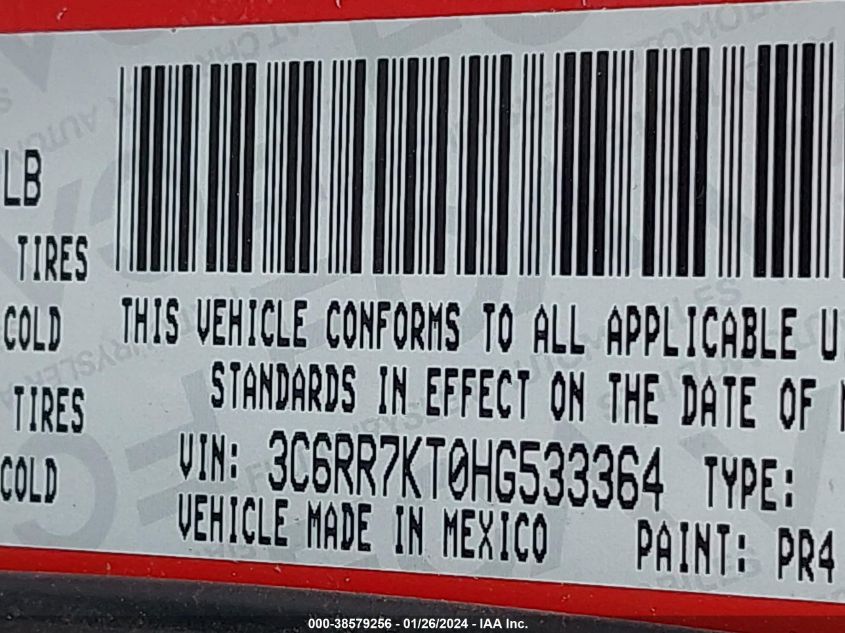 LB
TIRES
COLD
TIRES
COLD
THIS VEHICLE CONFORMS TO ALL APPLICABLE U
STANDARDS IN EFFECT ON THE DATE OF
VIN: 3C6RR7KT0HG533364 TYPE:
VEHICLE MADE IN MEXICO PAINT: PR4
000-38579256 - 01/26/2024 - IAA Inc.